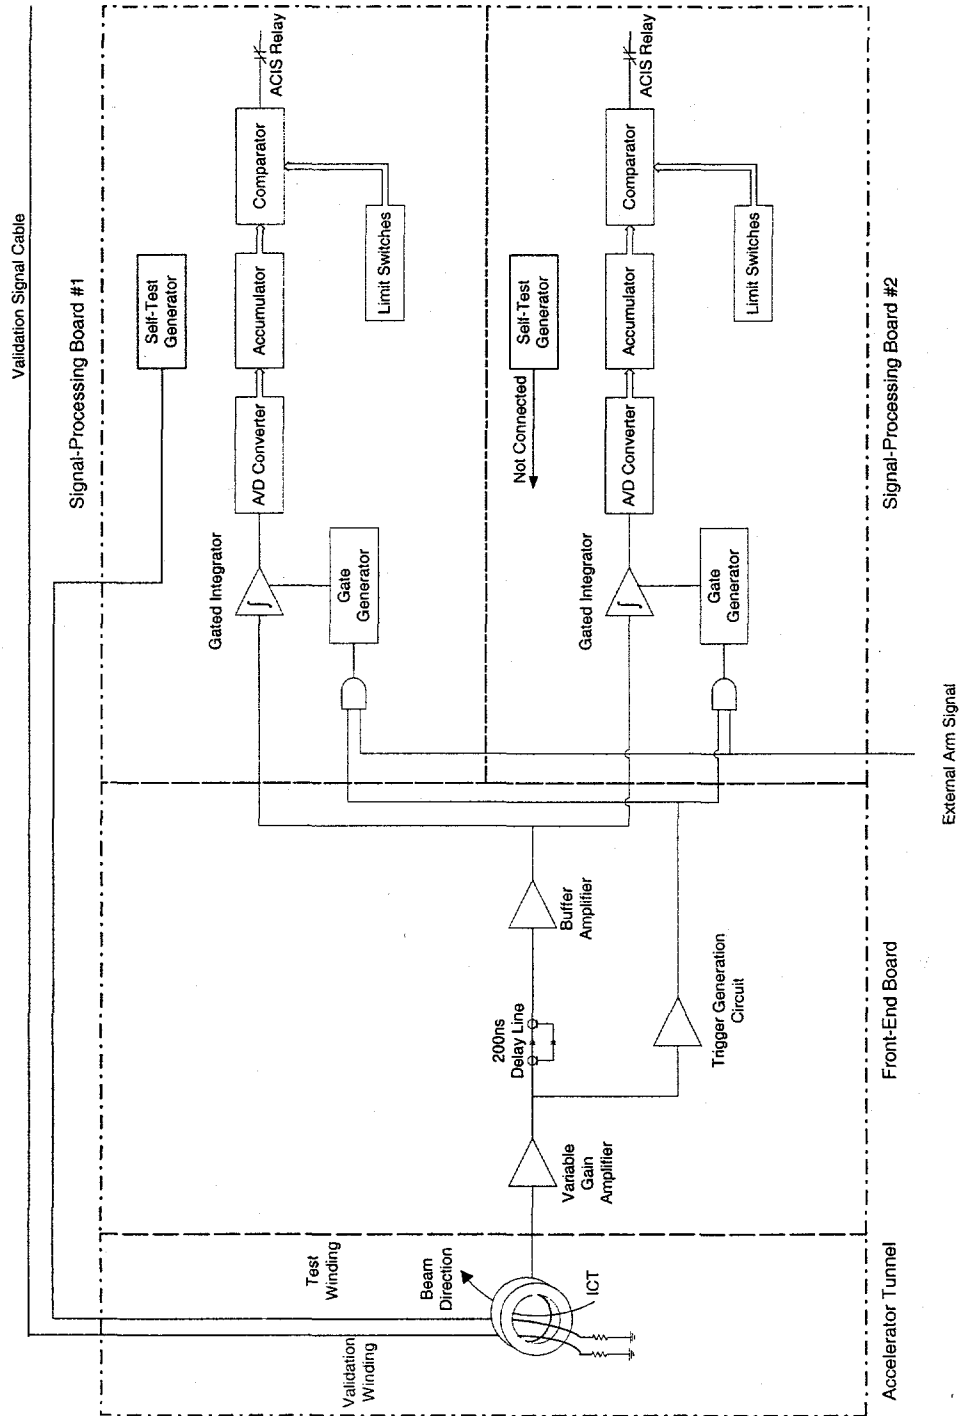 Validation Signal Cable
Signal-Processing Board #1
Self-Test
Generator
ACIS Relay
Comparator
Accumulator
A/D Converter
Limit Switches
Gated Integrator
∫
Gate
Generator
ACIS Relay
Comparator
Self-Test
Generator
Not Connected
Accumulator
A/D Converter
Limit Switches
Gated Integrator
∫
Gate
Generator
Signal-Processing Board #2
External Arm Signal
Buffer
Amplifier
200ns
Delay Line
Trigger Generation
Circuit
Variable
Gain
Amplifier
Front-End Board
Test
Winding
Beam
Direction
ICT
Validation
Winding
Accelerator Tunnel